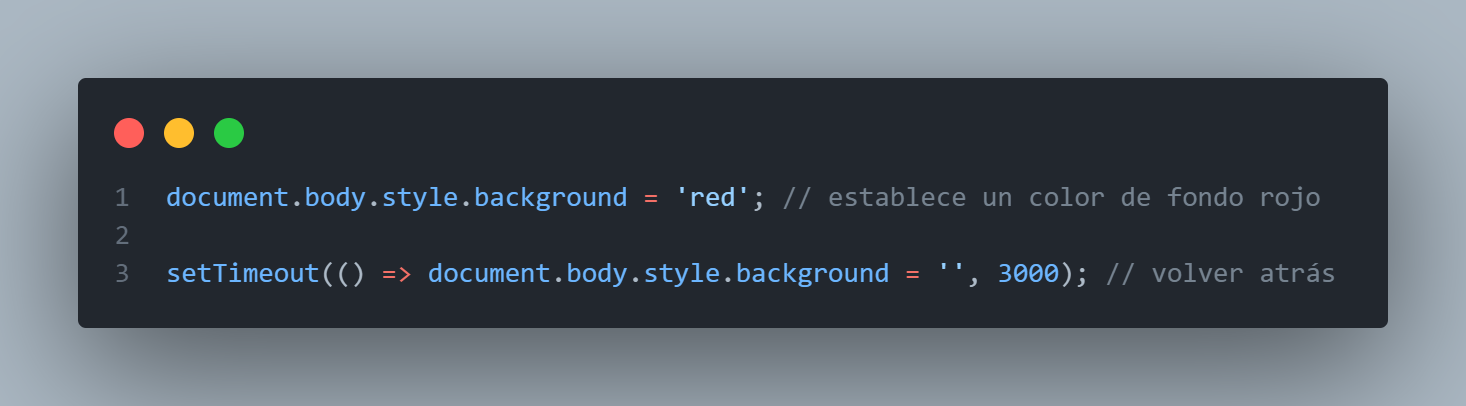 1 document.body.style.background = 'red'; // establece un color de fondo rojo
2
3 setTimeout(() => document.body.style.background = '', 3000); // volver atrás